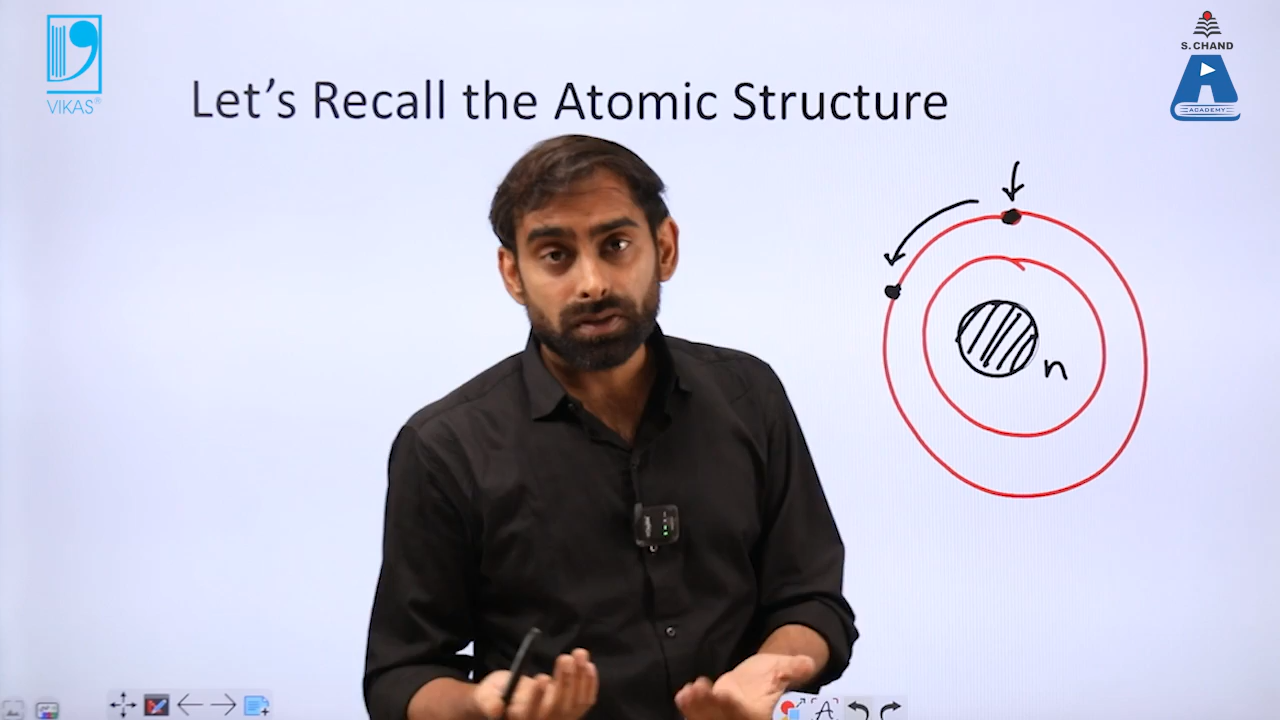 VIKAS®
S. CHAND
ACADEMY
Let's Recall the Atomic Structure
n
A